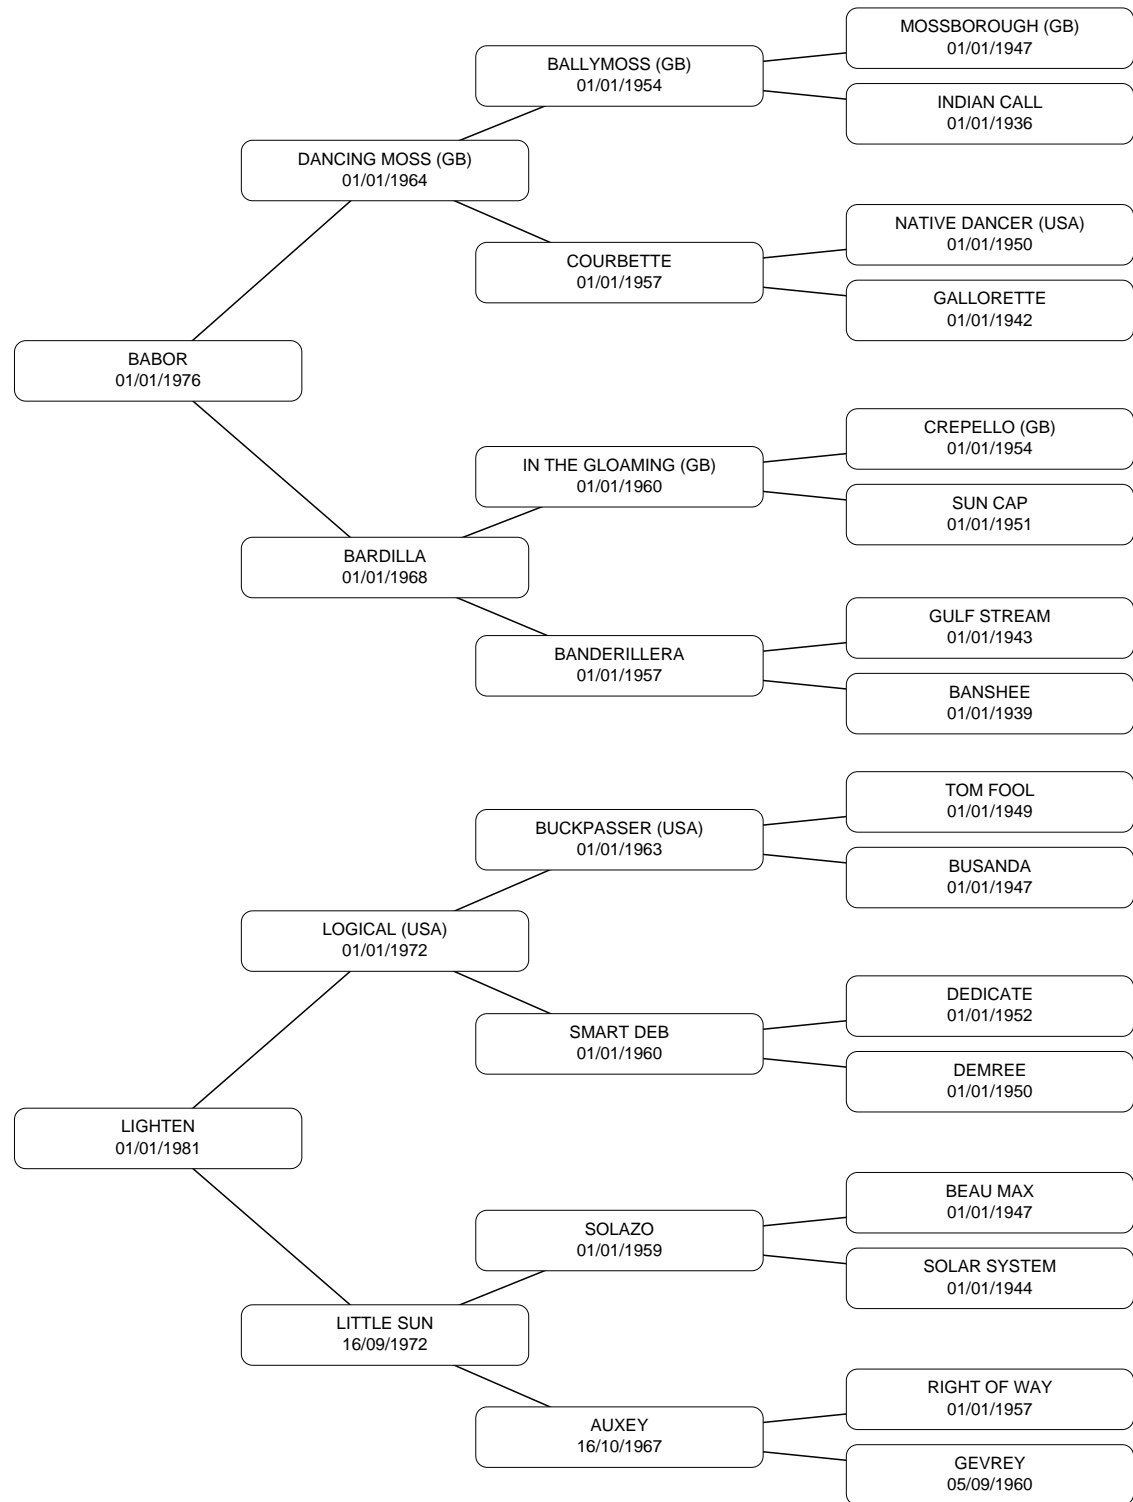 MOSSBOROUGH (GB)
01/01/1947
BALLYMOSS (GB)
01/01/1954
INDIAN CALL
01/01/1936
DANCING MOSS (GB)
01/01/1964
NATIVE DANCER (USA)
01/01/1950
COURBETTE
01/01/1957
GALLORETTE
01/01/1942
BABOR
01/01/1976
CREPELLO (GB)
01/01/1954
IN THE GLOAMING (GB)
01/01/1960
SUN CAP
01/01/1951
BARDILLA
01/01/1968
GULF STREAM
01/01/1943
BANDERILLERA
01/01/1957
BANSHEE
01/01/1939
TOM FOOL
01/01/1949
BUCKPASSER (USA)
01/01/1963
BUSANDA
01/01/1947
LOGICAL (USA)
01/01/1972
DEDICATE
01/01/1952
SMART DEB
01/01/1960
DEMREE
01/01/1950
LIGHTEN
01/01/1981
BEAU MAX
01/01/1947
SOLAZO
01/01/1959
SOLAR SYSTEM
01/01/1944
LITTLE SUN
16/09/1972
RIGHT OF WAY
01/01/1957
AUXEY
16/10/1967
GEVREY
05/09/1960